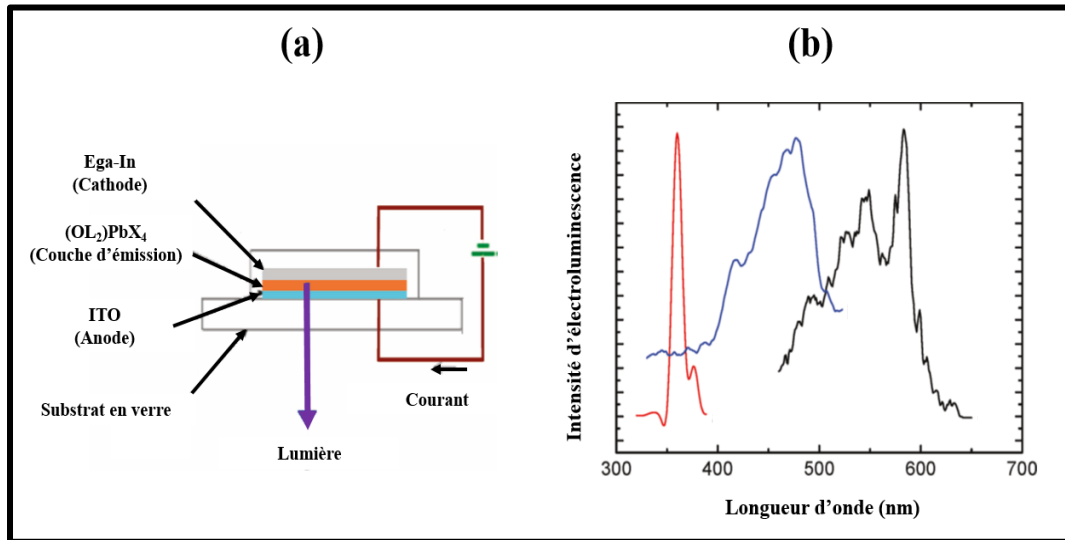 (a)
Ega-In
(Cathode)
(OL₂)PbX₄
(Couche d’émission)
ITO
(Anode)
Substrat en verre
Courant
Lumière
(b)
Intensité d’électroluminescence
300 400 500 600 700
Longueur d’onde (nm)